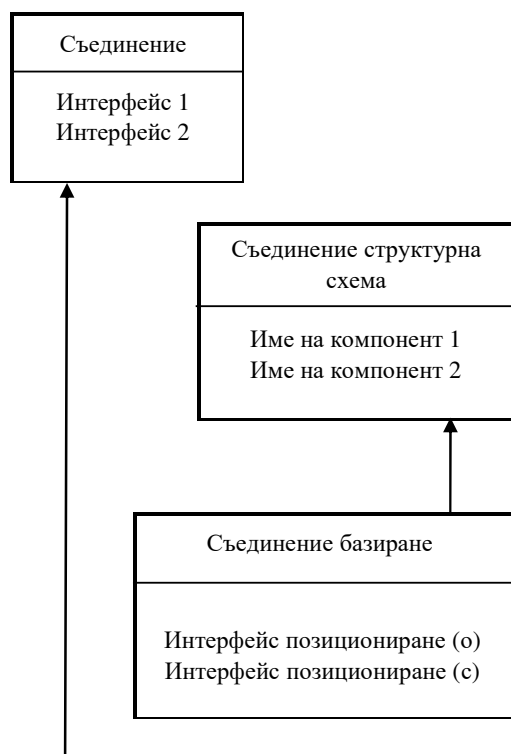 Съединение
Интерфейс 1
Интерфейс 2
Съединение структурна
схема
Име на компонент 1
Име на компонент 2
Съединение базиране
Интерфейс позициониране (о)
Интерфейс позициониране (с)